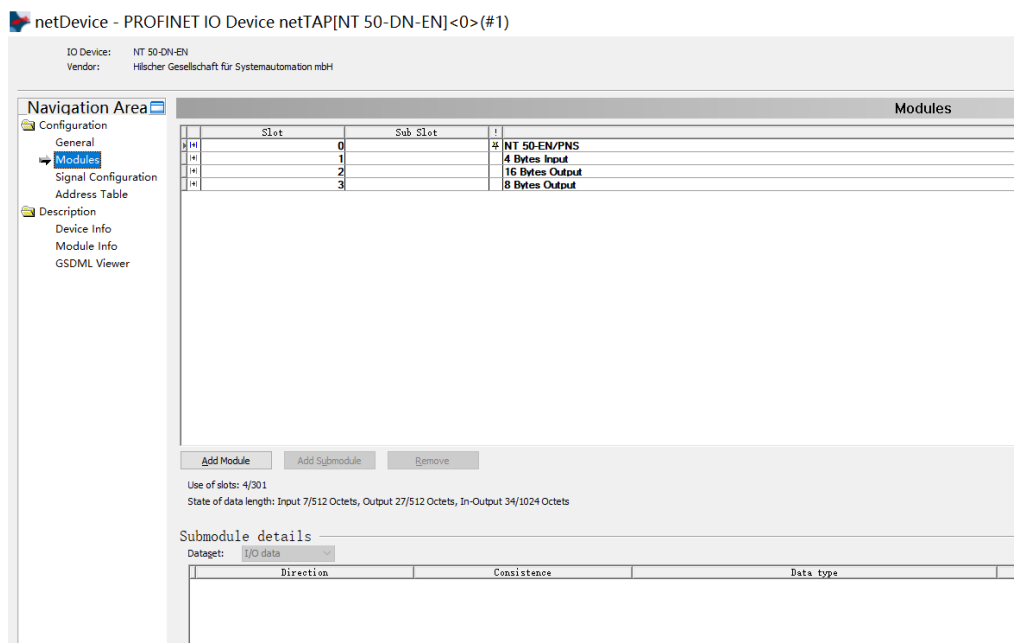 netDevice - PROFINET IO Device netTAP[NT 50-DN-EN]<0>(#1)
IO Device: NT 50-DN-EN
Vendor: Hilscher Gesellschaft für Systemautomation mbH
Navigation Area
Modules
Configuration
General
Modules
Signal Configuration
Address Table
Description
Device Info
Module Info
GSDML Viewer
Slot Sub Slot !
0 NT 50-EN/PNS
1 4 Bytes Input
2 16 Bytes Output
3 8 Bytes Output
Add Module Add Submodule Remove
Use of slots: 4/301
State of data length: Input 7/512 Octets, Output 27/512 Octets, In-Output 34/1024 Octets
Submodule details
Dataset: I/O data
Direction Consistence Data type